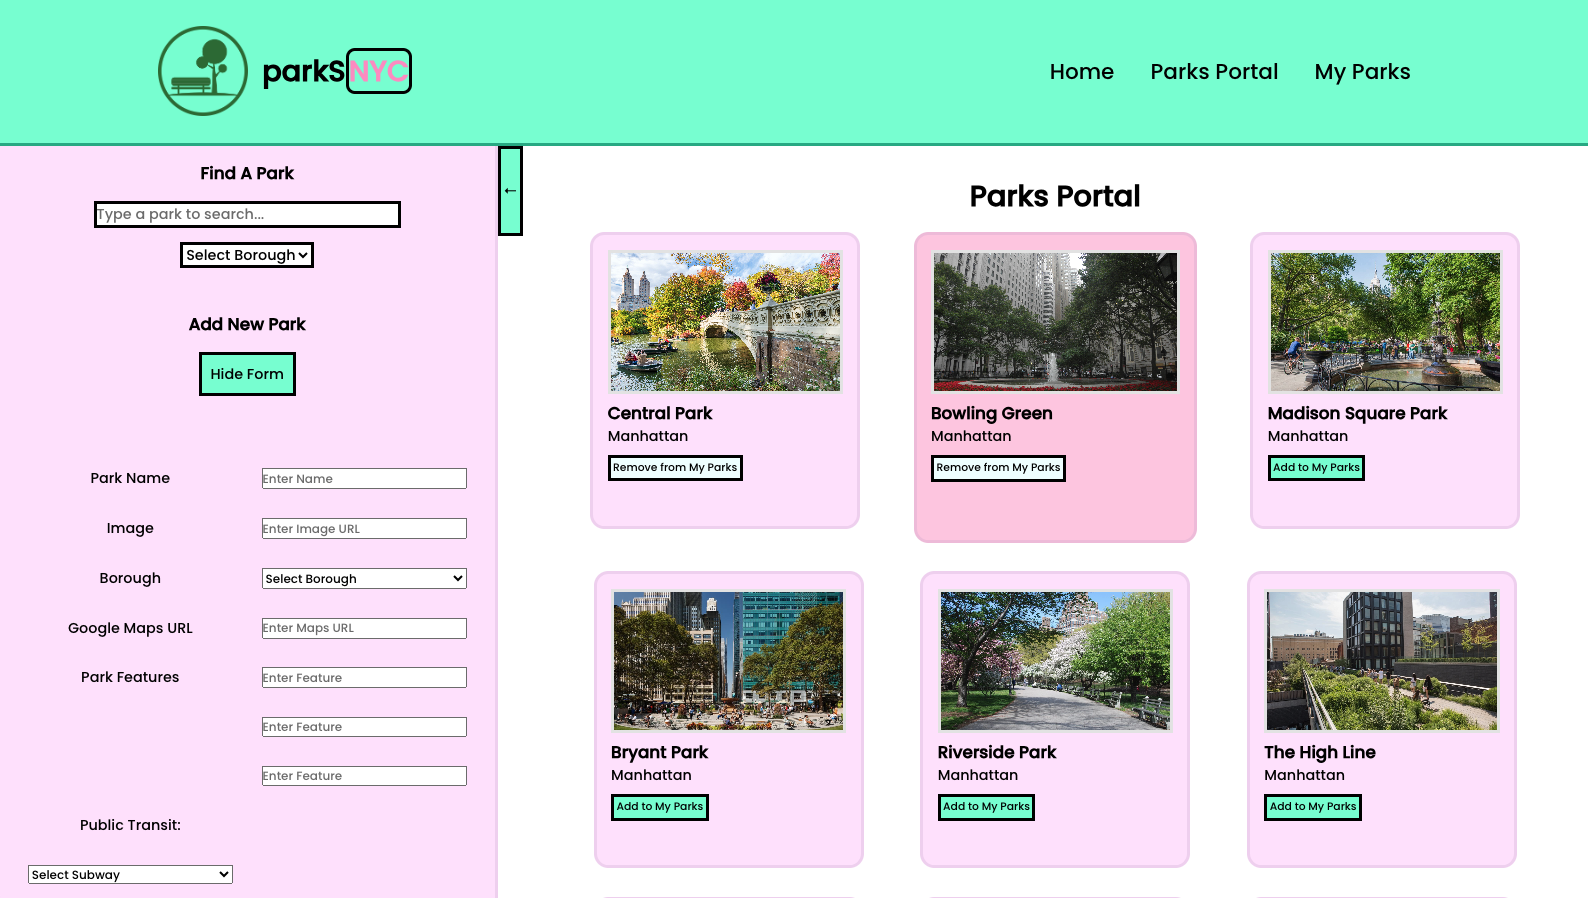 parkSNYC
Home
Parks Portal
My Parks
Find A Park
Type a park to search...
Select Borough
Add New Park
Hide Form
Park Name
Enter Name
Image
Enter Image URL
Borough
Select Borough
Google Maps URL
Enter Maps URL
Park Features
Enter Feature
Enter Feature
Enter Feature
Public Transit:
Select Subway
←
Parks Portal
Central Park
Manhattan
Remove from My Parks
Bowling Green
Manhattan
Remove from My Parks
Madison Square Park
Manhattan
Add to My Parks
Bryant Park
Manhattan
Add to My Parks
Riverside Park
Manhattan
Add to My Parks
The High Line
Manhattan
Add to My Parks